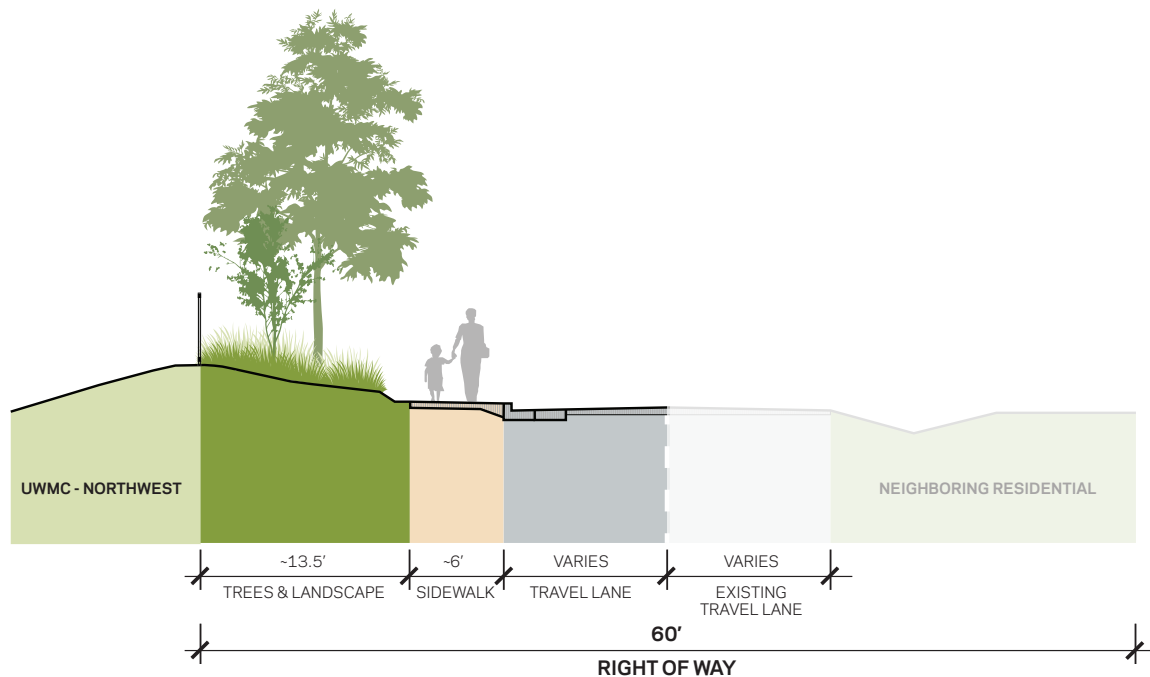 UWMC - NORTHWEST
NEIGHBORING RESIDENTIAL
~13.5’
~6’
VARIES
VARIES
TREES & LANDSCAPE
SIDEWALK
TRAVEL LANE
EXISTING
TRAVEL LANE
60’
RIGHT OF WAY